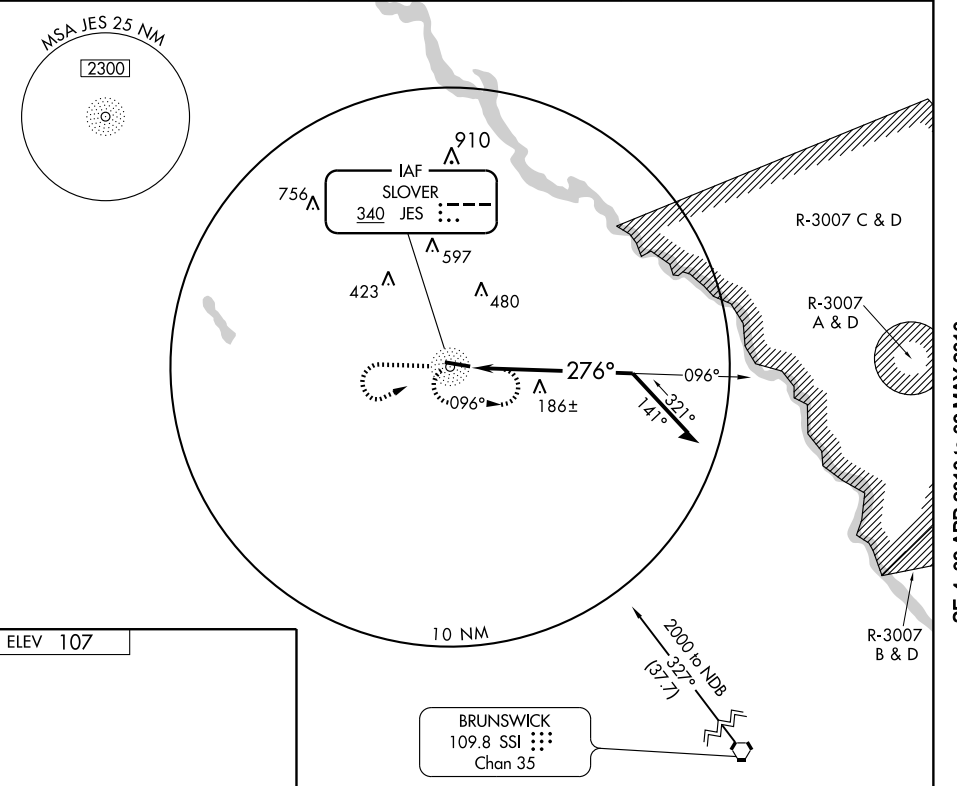 MSA JES 25 NM
2300
910
IAF
SLOVER
340 JES
756
597
423
480
R-3007 C & D
R-3007
A & D
276°
096°
096°
186±
321°
141°
10 NM
ELEV 107
2000 to NDB
327°
(37.7)
R-3007
B & D
BRUNSWICK
109.8 SSI
Chan 35